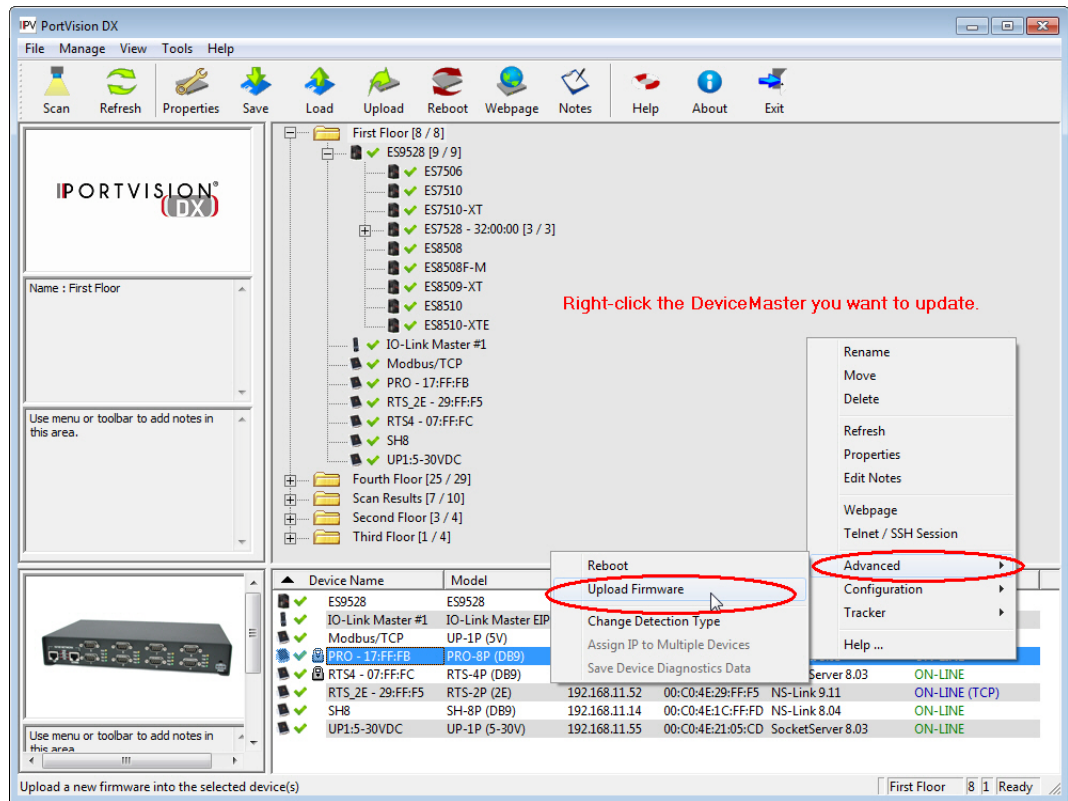 IPV PortVision DX
File Manage View Tools Help
Scan Refresh Properties Save Load Upload Reboot Webpage Notes Help About Exit
IPORTVISION®
(DX)
Name : First Floor
Use menu or toolbar to add notes in
this area.
First Floor [8 / 8]
ES9528 [9 / 9]
ES7506
ES7510
ES7510-XT
ES7528 - 32:00:00 [3 / 3]
ES8508
ES8508F-M
ES8509-XT
ES8510
ES8510-XTE
IO-Link Master #1
Modbus/TCP
PRO - 17:FF:FB
RTS_2E - 29:FF:F5
RTS4 - 07:FF:FC
SH8
UP1:5-30VDC
Fourth Floor [25 / 29]
Scan Results [7 / 10]
Second Floor [3 / 4]
Third Floor [1 / 4]
Right-click the DeviceMaster you want to update.
Rename
Move
Delete
Refresh
Properties
Edit Notes
Webpage
Telnet / SSH Session
Advanced
Configuration
Tracker
Help ...
Reboot
Upload Firmware
Change Detection Type
Assign IP to Multiple Devices
Save Device Diagnostics Data
Device Name Model
ES9528 ES9528
IO-Link Master #1 IO-Link Master EIP
Modbus/TCP UP-1P (5V)
PRO - 17:FF:FB PRO-8P (DB9)
RTS4 - 07:FF:FC RTS-4P (DB9) Server 8.03 ON-LINE
RTS_2E - 29:FF:F5 RTS-2P (2E) 192.168.11.52 00:C0:4E:29:FF:F5 NS-Link 9.11 ON-LINE (TCP)
SH8 SH-8P (DB9) 192.168.11.14 00:C0:4E:1C:FF:FD NS-Link 8.04 ON-LINE
UP1:5-30VDC UP-1P (5-30V) 192.168.11.55 00:C0:4E:21:05:CD SocketServer 8.03 ON-LINE
Use menu or toolbar to add notes in
this area
Upload a new firmware into the selected device(s) First Floor 8 1 Ready